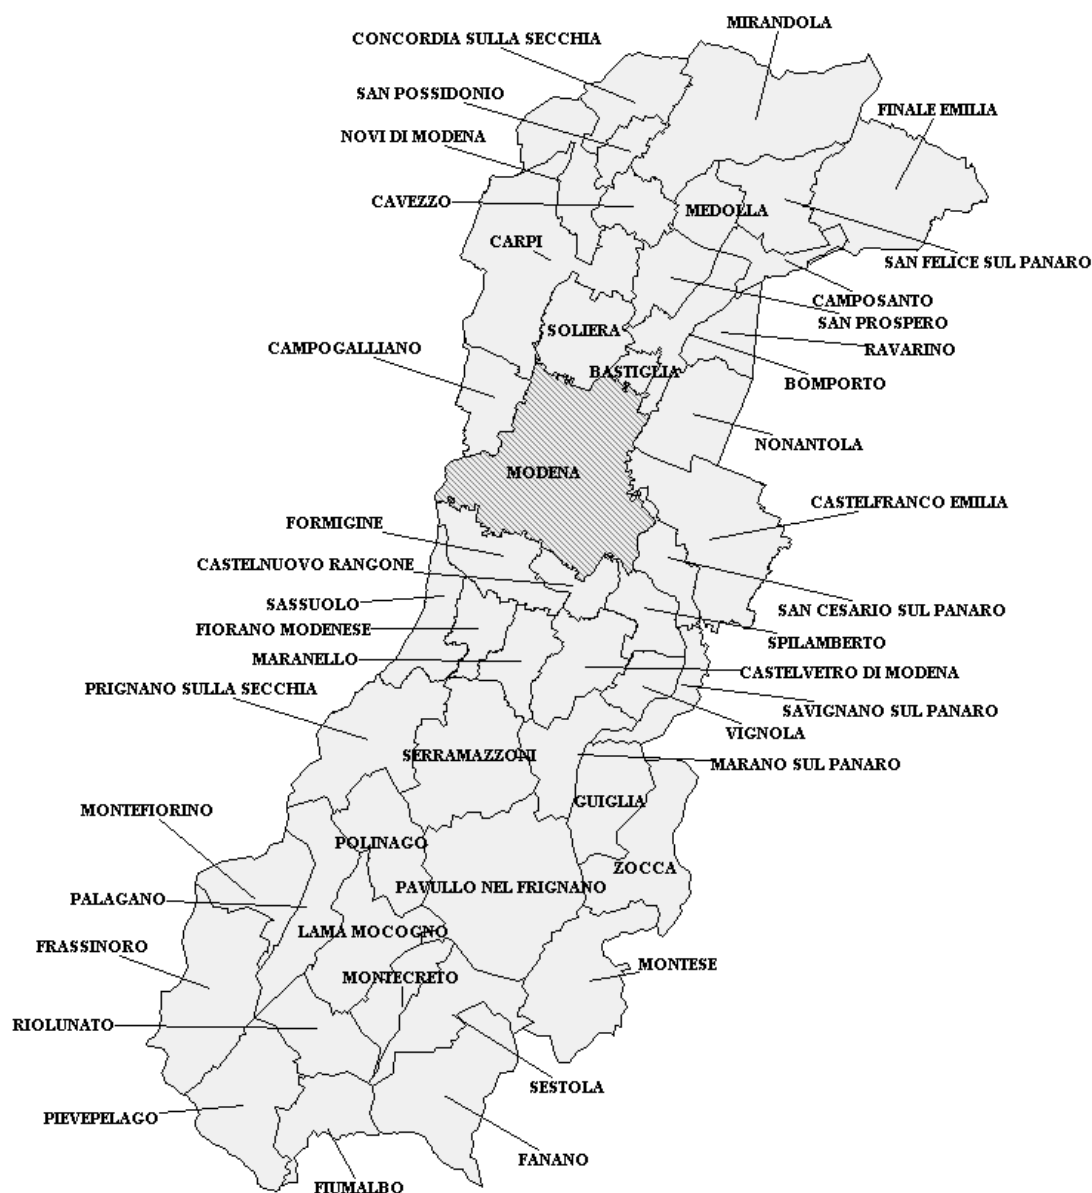 MIRANDOLA
CONCORDIA SULLA SECCHIA
SAN POSSIDONIO
FINALE EMILIA
NOVI DI MODENA
CAVEZZO
MEDOLLA
CARPI
SAN FELICE SUL PANARO
CAMPOSANTO
SAN PROSPERO
SOLIERA
CAMPOGALLIANO
RAVARINO
BASTIGLIA
BOMPORTO
NONANTOLA
MODENA
CASTELFRANCO EMILIA
FORMIGINE
CASTELNUOVO RANGONE
SASSUOLO
SAN CESARIO SUL PANARO
FIORANO MODENESE
SPILAMBERTO
MARANELLO
CASTELVETRO DI MODENA
PRIGNANO SULLA SECCHIA
SAVIGNANO SUL PANARO
VIGNOLA
SERRAMAZZONI
MARANO SUL PANARO
GUIGLIA
MONTEFIORINO
POLINAGO
ZOCCA
PAVULLO NEL FRIGNANO
PALAGANO
LAMA MOCOGNO
FRASSINORO
MONTESE
MONTECRETO
RIOLUNATO
SESTOLA
PIEVEPELAGO
FANANO
FIUMALBO